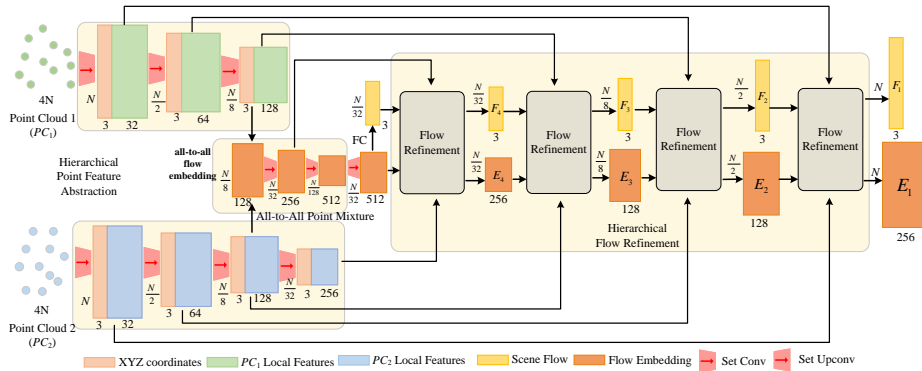 4N
Point Cloud 1
(PC1)
N
3
32
N/2
3
64
N/8
3
128
Hierarchical
Point Feature
Abstraction
all-to-all
flow
embedding
N/8
128
N/32
256
N/128
512
N/32
512
All-to-All Point Mixture
FC
N/32
3
4N
Point Cloud 2
(PC2)
N
3
32
N/2
3
64
N/8
3
128
N/32
3
256
Flow
Refinement
N/32
F4
3
N/32
E4
256
Flow
Refinement
N/8
F3
3
N/8
E3
128
Flow
Refinement
N/2
F2
3
N/2
E2
128
Flow
Refinement
N
F1
3
N
E1
256
Hierarchical
Flow Refinement
XYZ coordinates
PC1 Local Features
PC2 Local Features
Scene Flow
Flow Embedding
Set Conv
Set Upconv